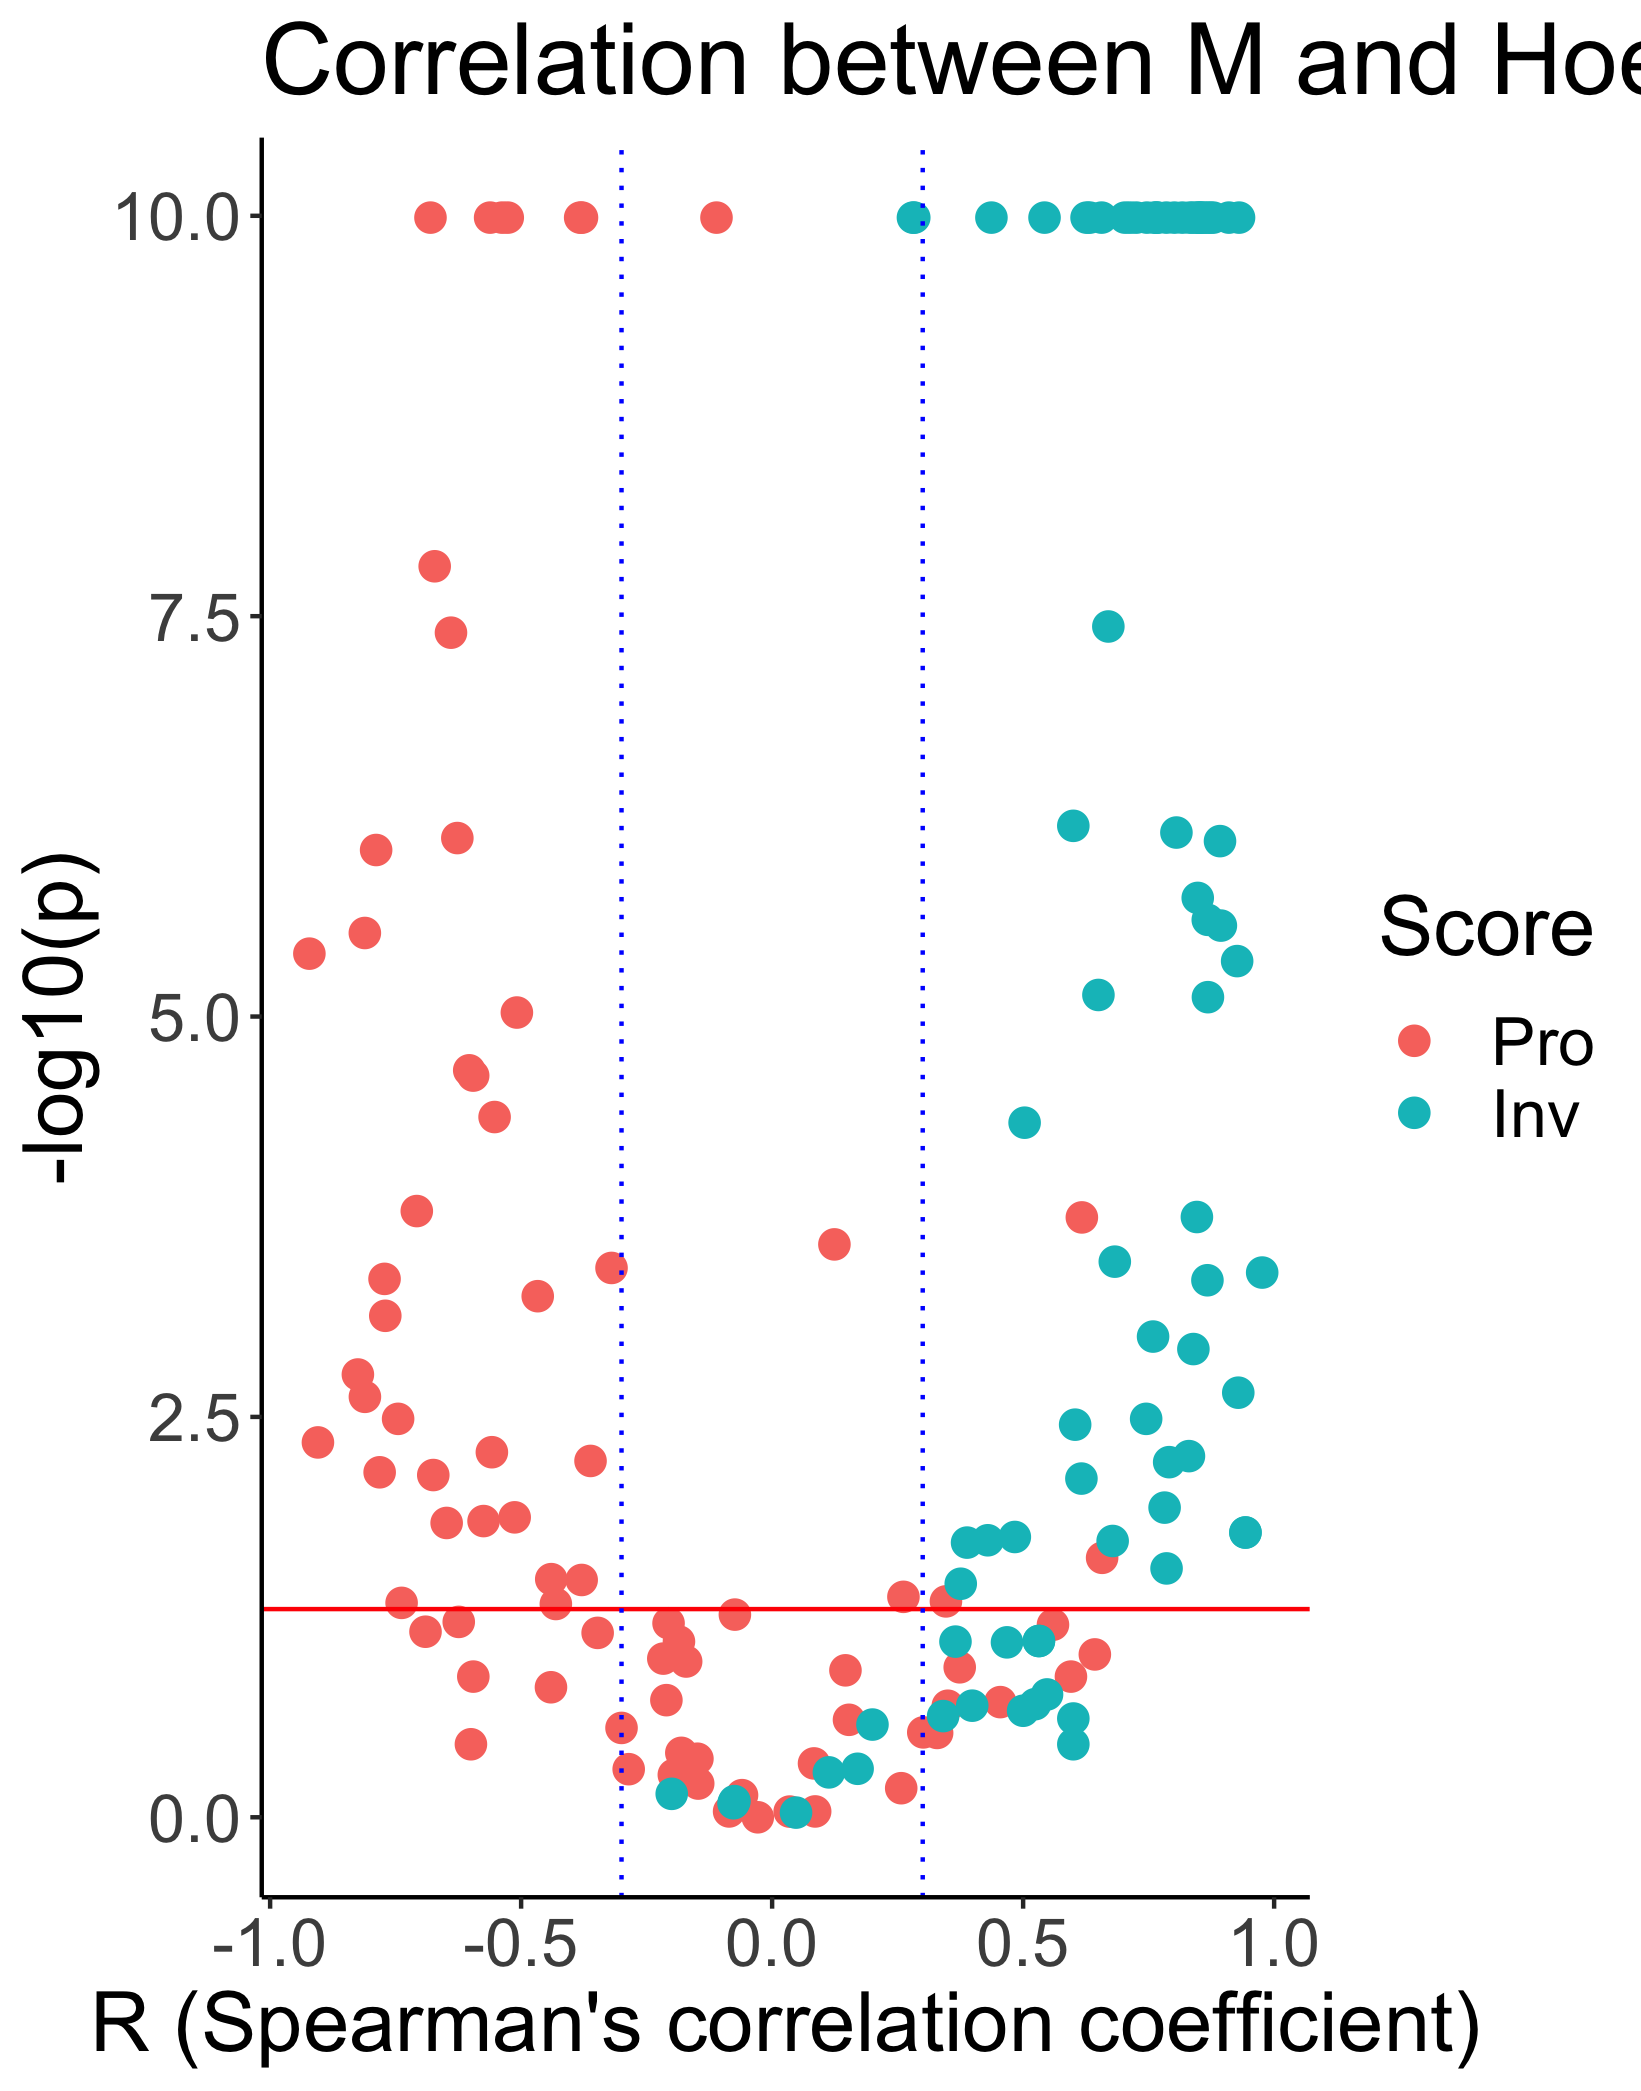 Correlation between M and Hoe
10.0
7.5
5.0
2.5
0.0
-log10(p)
-1.0 -0.5 0.0 0.5 1.0
R (Spearman's correlation coefficient)
Score
Pro
Inv